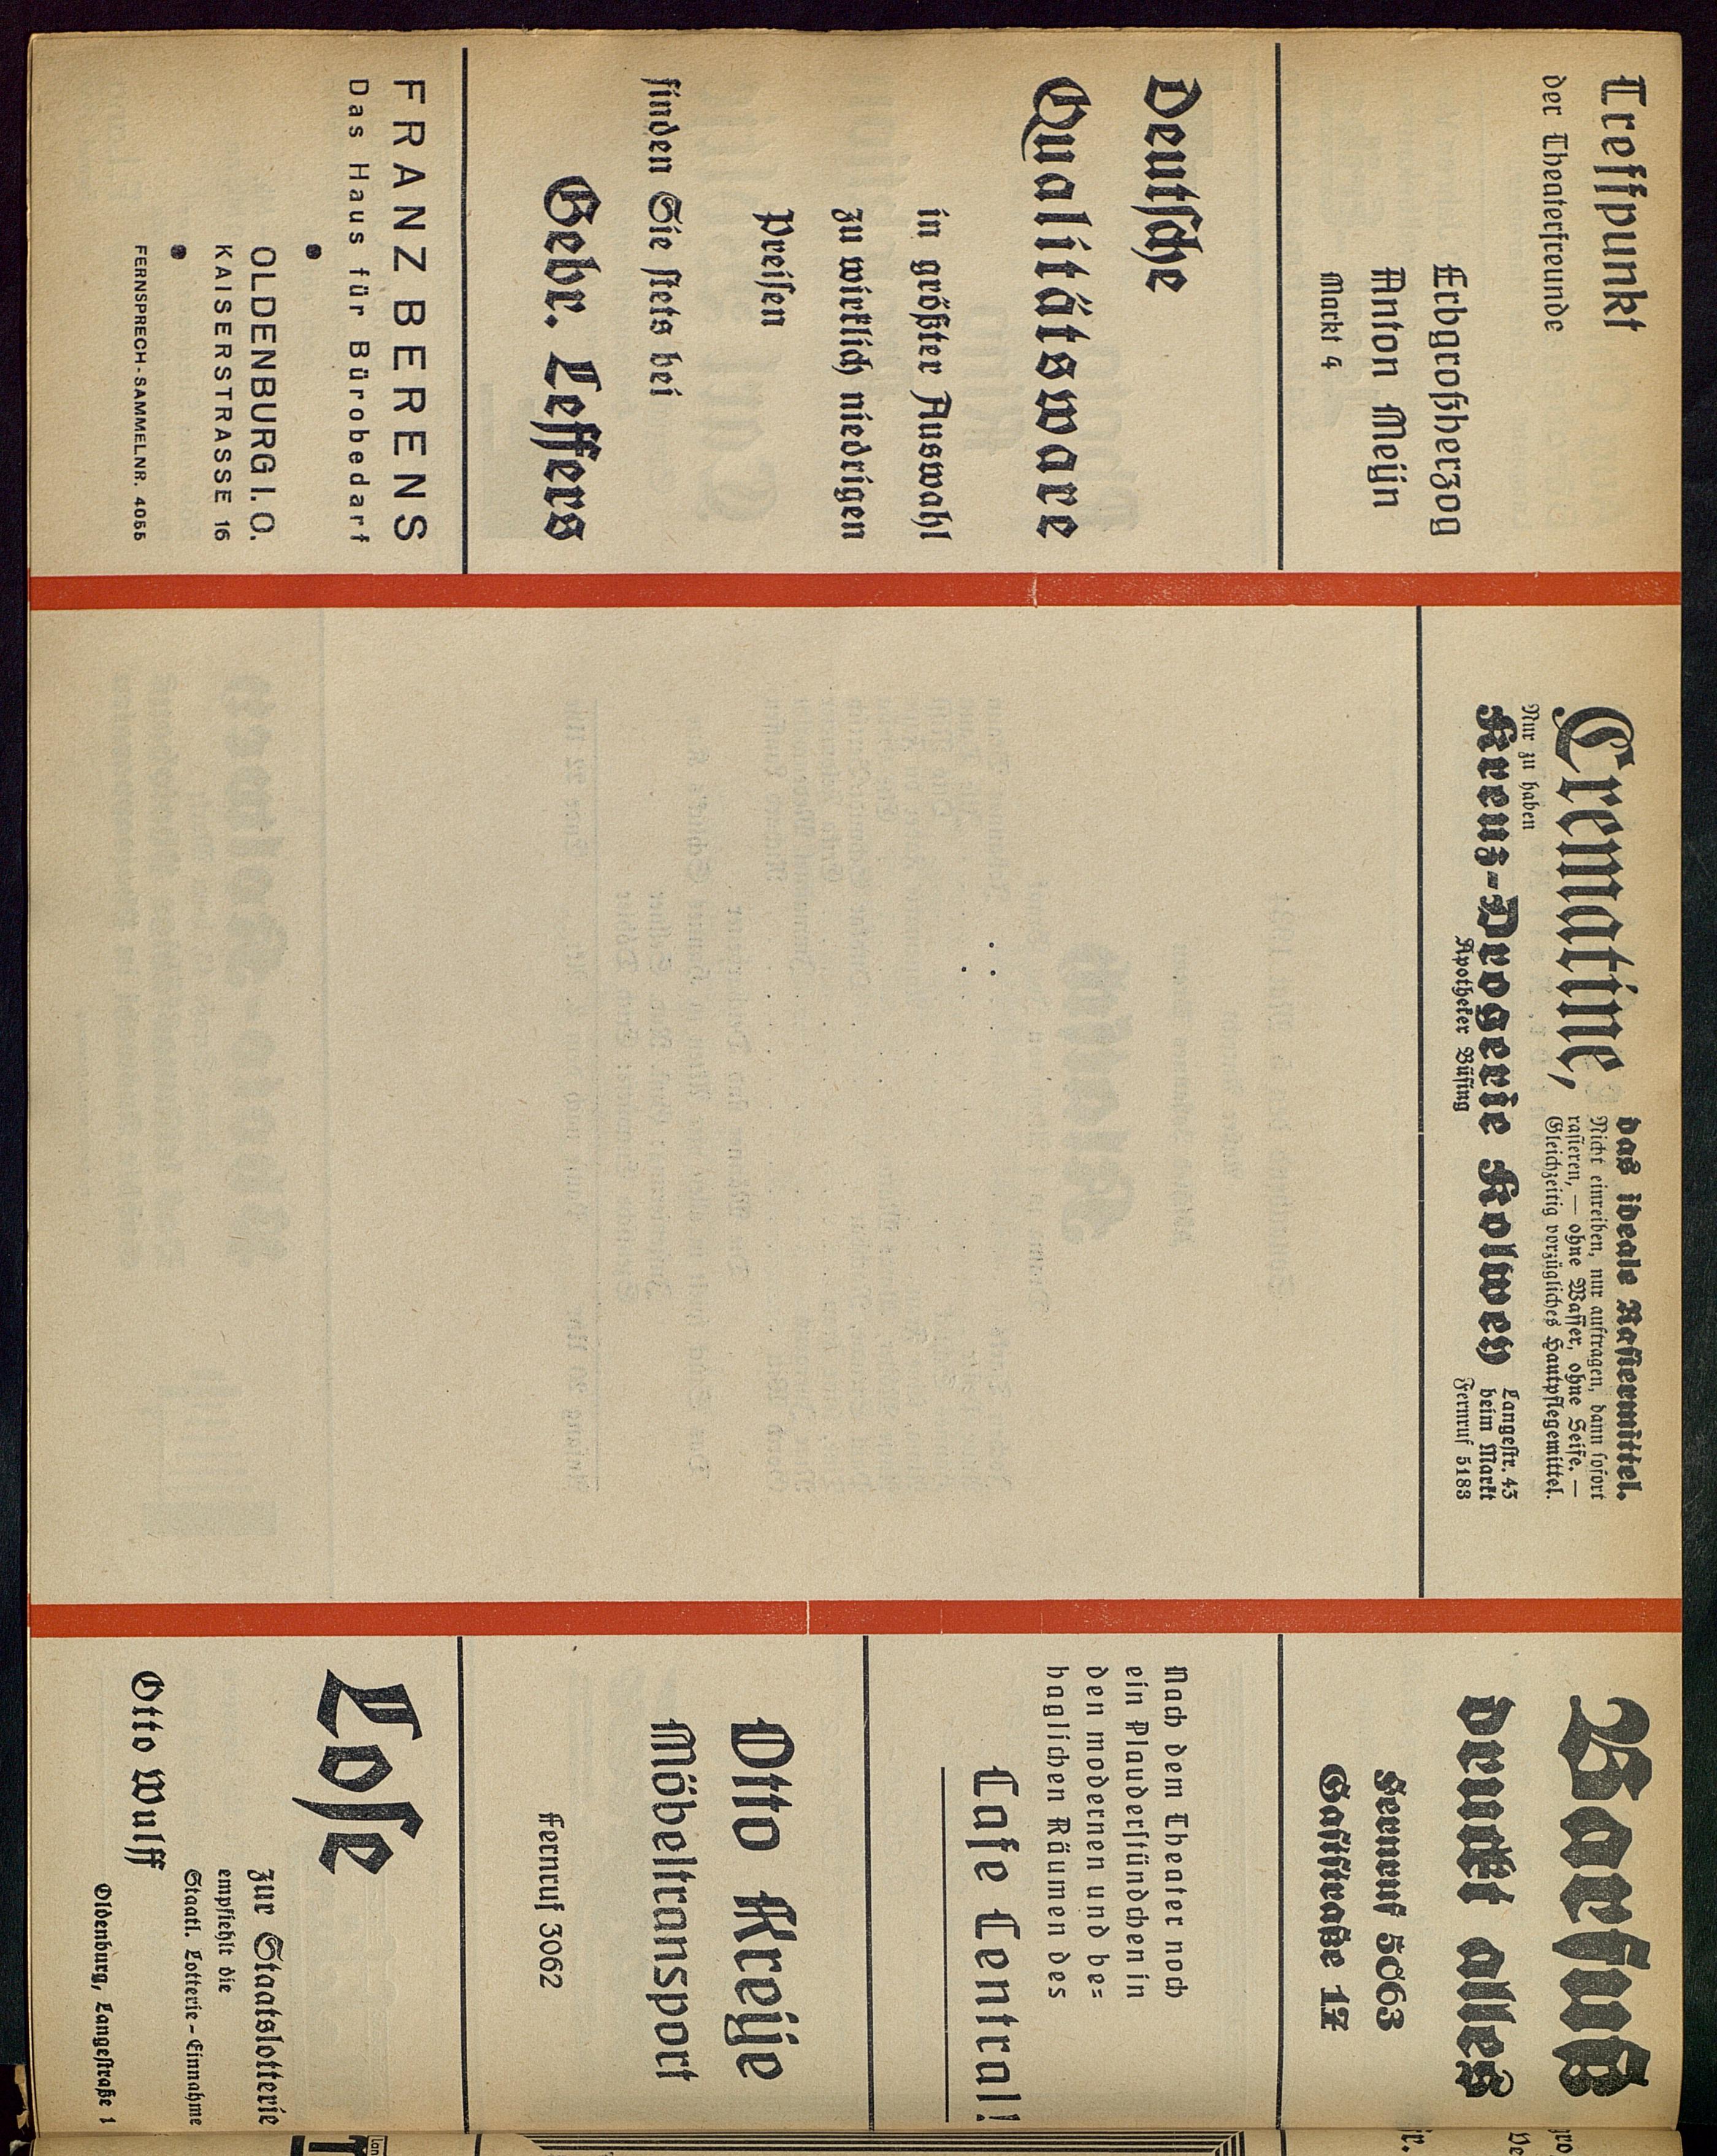 Treffpunkt
der Theaterfreunde
Erbgroßherzog
Anton Meijn
Markt 4
Deutsche
Qualitätsware
in größter Auswahl
zu wirklich niedrigen
Preisen
finden Sie stets bei
Gebr. Leffers
FRANZ BERENS
Das Haus für Bürobedarf
OLDENBURG I. O.
KAISERSTRASSE 16
FERNSPRECH-SAMMELNR. 4055
Crematine,
das ideale Rasiermittel.
Nicht einreiben, nur auftragen, dann sofort
rasieren, — ohne Wasser, ohne Seife. —
Gleichzeitig vorzügliches Hautpflegemittel.
Nur zu haben
Kreuz-Drogerie Kolwey
Apotheker Büsing
Langestr. 43
beim Markt
Fernruf 5183
Barfuß
druckt alles
Fernruf 5063
Gaststraße 17
Nach dem Theater noch
ein Plauderstündchen in
den modernen und be=
haglichen Räumen des
Cafe Central!
Otto Kreije
Möbeltransport
Fernruf 3062
Lose
zur Staatslotterie
empfiehlt die
Staatl. Lotterie-Einnahme
Otto Wulff
Oldenburg, Langestraße 1